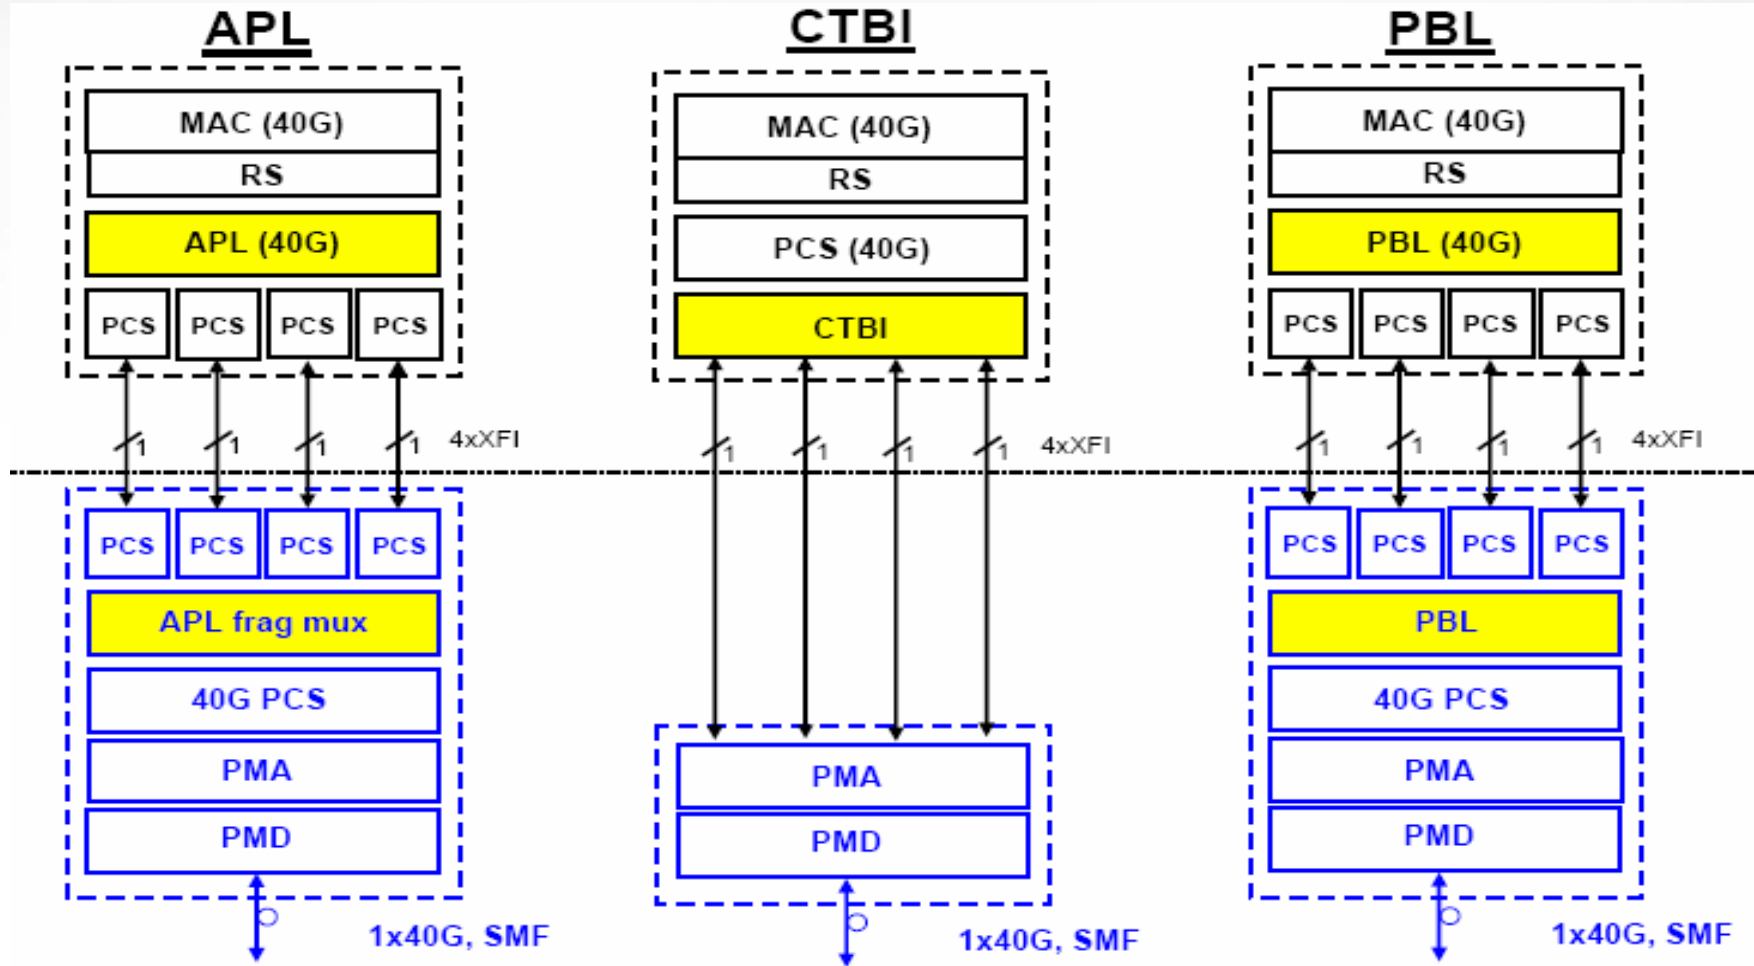 APL
MAC (40G)
RS
APL (40G)
PCS PCS PCS PCS
1 1 1 1 4xXFI
PCS PCS PCS PCS
APL frag mux
40G PCS
PMA
PMD
1x40G, SMF
CTBI
MAC (40G)
RS
PCS (40G)
CTBI
1 1 1 1 4xXFI
PMA
PMD
1x40G, SMF
PBL
MAC (40G)
RS
PBL (40G)
PCS PCS PCS PCS
1 1 1 1 4xXFI
PCS PCS PCS PCS
PBL
40G PCS
PMA
PMD
1x40G, SMF